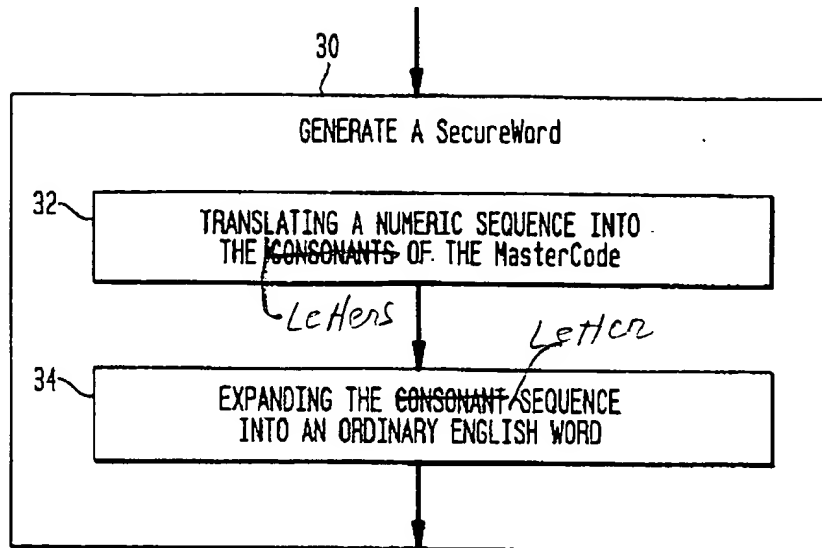 30
GENERATE A SecureWord
32
TRANSLATING A NUMERIC SEQUENCE INTO
THE CONSONANTS OF THE MasterCode
Letters
Letter
34
EXPANDING THE CONSONANT SEQUENCE
INTO AN ORDINARY ENGLISH WORD